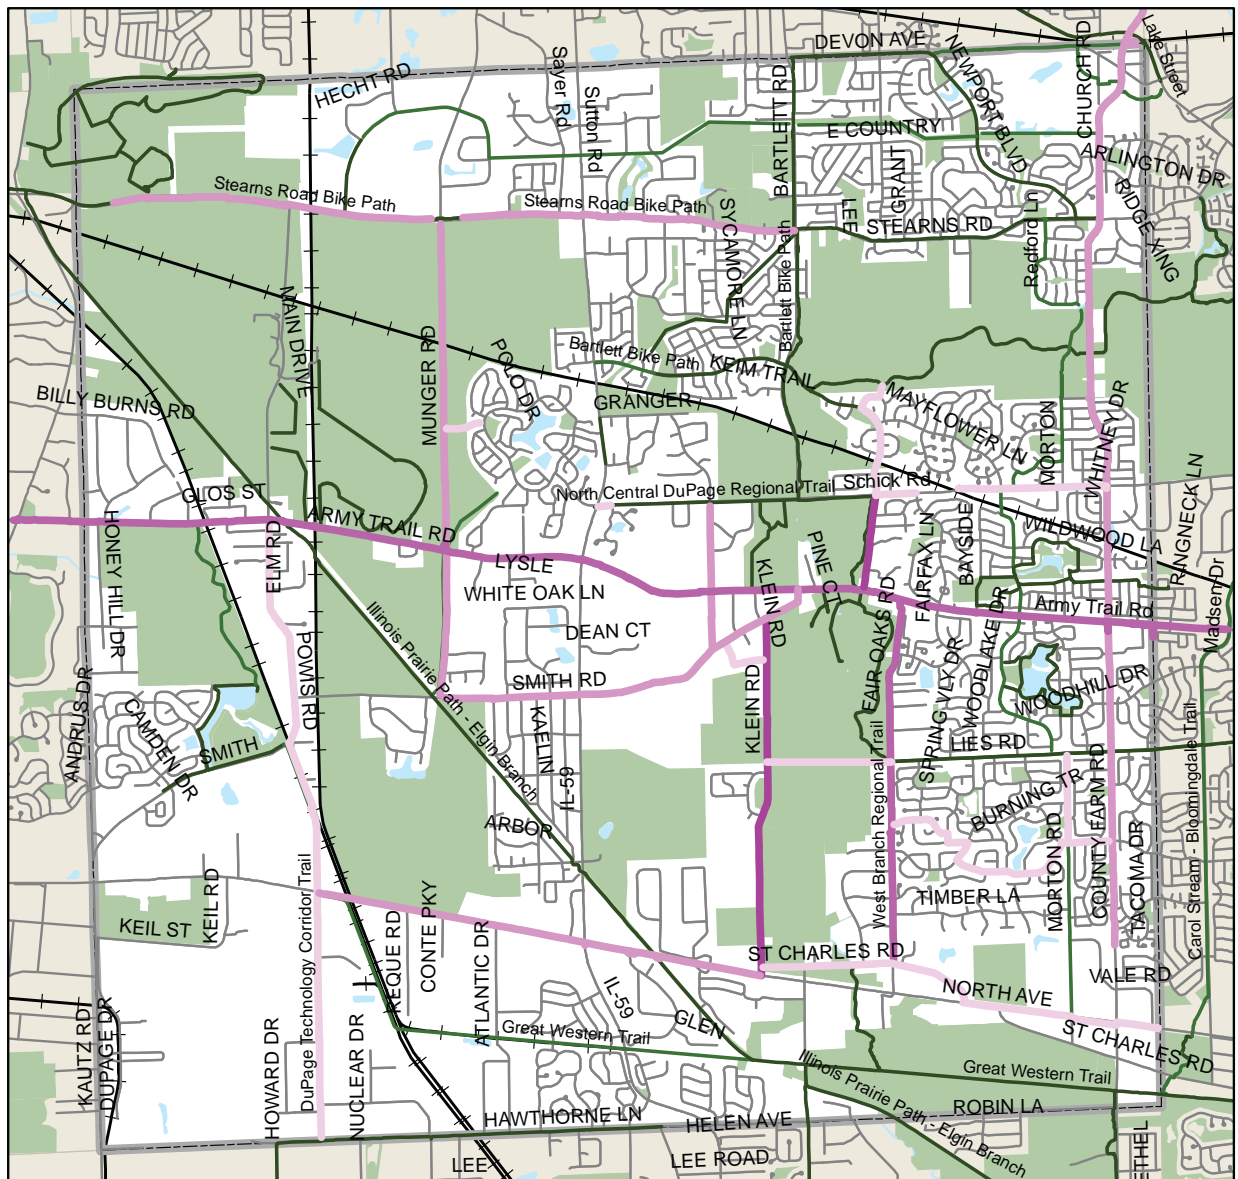 DEVON AVE
NEWPORT BLVD
CHURCH RD
Lake Street
HECHT RD
Sayer Rd
Sutton Rd
BARTLETT RD
E COUNTRY
GRANT
ARLINGTON DR
RIDGE XING
Stearns Road Bike Path
Stearns Road Bike Path
SYCAMORE LN
LEE
STEARNS RD
Redford Ln
Bartlett Bike Path
MAIN DRIVE
MUNGER RD
POLO DR
Bartlett Bike Path
KEIM TRAIL
GRANGER
BILLY BURNS RD
MAYFLOWER LN
MORTON
WHITNEY DR
GLOS ST
North Central DuPage Regional Trail
Schick Rd
RINGNECK LN
HONEY HILL DR
ELM RD
ARMY TRAIL RD
LYSLE
WHITE OAK LN
DEAN CT
KLEIN RD
PINE CT
FAIRFAX LN
BAYSIDE
WILDWOOD LA
Army Trail Rd
Madsen Dr
Illinois Prairie Path - Elgin Branch
POWIS RD
SMITH RD
FAIR OAKS RD
SPRING VLY DR
WOODLAKE DR
WOODHILL DR
ANDRUS DR
CAMDEN DR
SMITH
KAELIN
IL-59
KLEIN RD
LIES RD
Carol Stream - Bloomingdale Trail
ARBOR
West Branch Regional Trail
BURNING TR
MORTON RD
COUNTY FARM RD
TACOMA DR
TIMBER LA
KEIL ST
KEIL RD
DuPage Technology Corridor Trail
REQUE RD
CONTE PKY
ATLANTIC DR
ST CHARLES RD
NORTH AVE
VALE RD
IL-59
GLEN
ST CHARLES RD
KAUTZ RD
DUPAGE DR
HOWARD DR
NUCLEAR DR
Great Western Trail
Illinois Prairie Path - Elgin Branch
Great Western Trail
HAWTHORNE LN
HELEN AVE
ROBIN LA
LEE
LEE ROAD
ETHEL